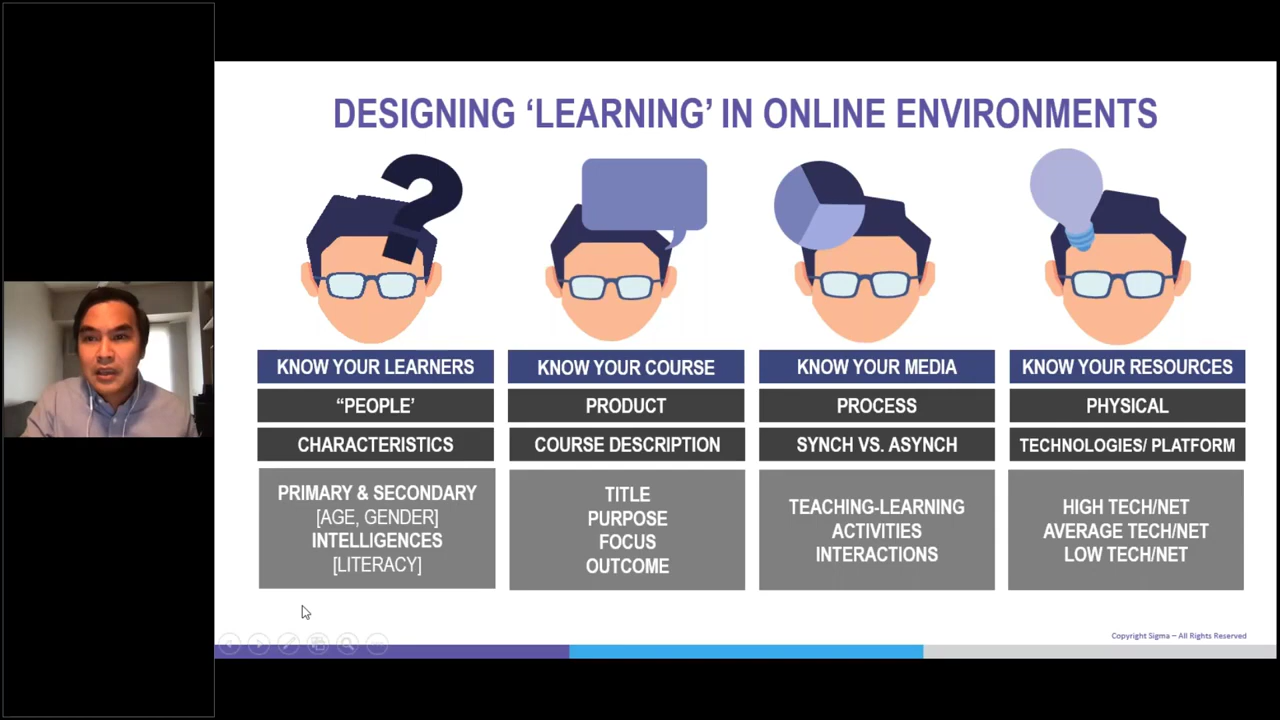 DESIGNING ‘LEARNING’ IN ONLINE ENVIRONMENTS
KNOW YOUR LEARNERS
“PEOPLE’
CHARACTERISTICS
PRIMARY & SECONDARY
[AGE, GENDER]
INTELLIGENCES
[LITERACY]
KNOW YOUR COURSE
PRODUCT
COURSE DESCRIPTION
TITLE
PURPOSE
FOCUS
OUTCOME
KNOW YOUR MEDIA
PROCESS
SYNCH VS. ASYNCH
TEACHING-LEARNING
ACTIVITIES
INTERACTIONS
KNOW YOUR RESOURCES
PHYSICAL
TECHNOLOGIES/ PLATFORM
HIGH TECH/NET
AVERAGE TECH/NET
LOW TECH/NET
Copyright Sigma – All Rights Reserved